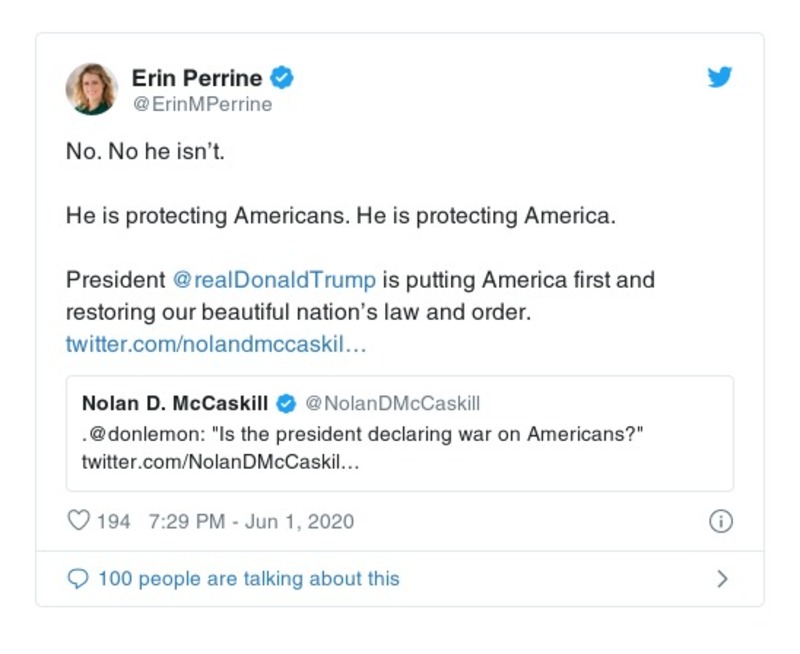 Erin Perrine
@ErinMPerrine
No. No he isn’t.
He is protecting Americans. He is protecting America.
President @realDonaldTrump is putting America first and
restoring our beautiful nation’s law and order.
twitter.com/nolandmccaskil…
Nolan D. McCaskill @NolanDMcCaskill
.@donlemon: "Is the president declaring war on Americans?"
twitter.com/NolanDMcCaskil…
194 7:29 PM - Jun 1, 2020
100 people are talking about this